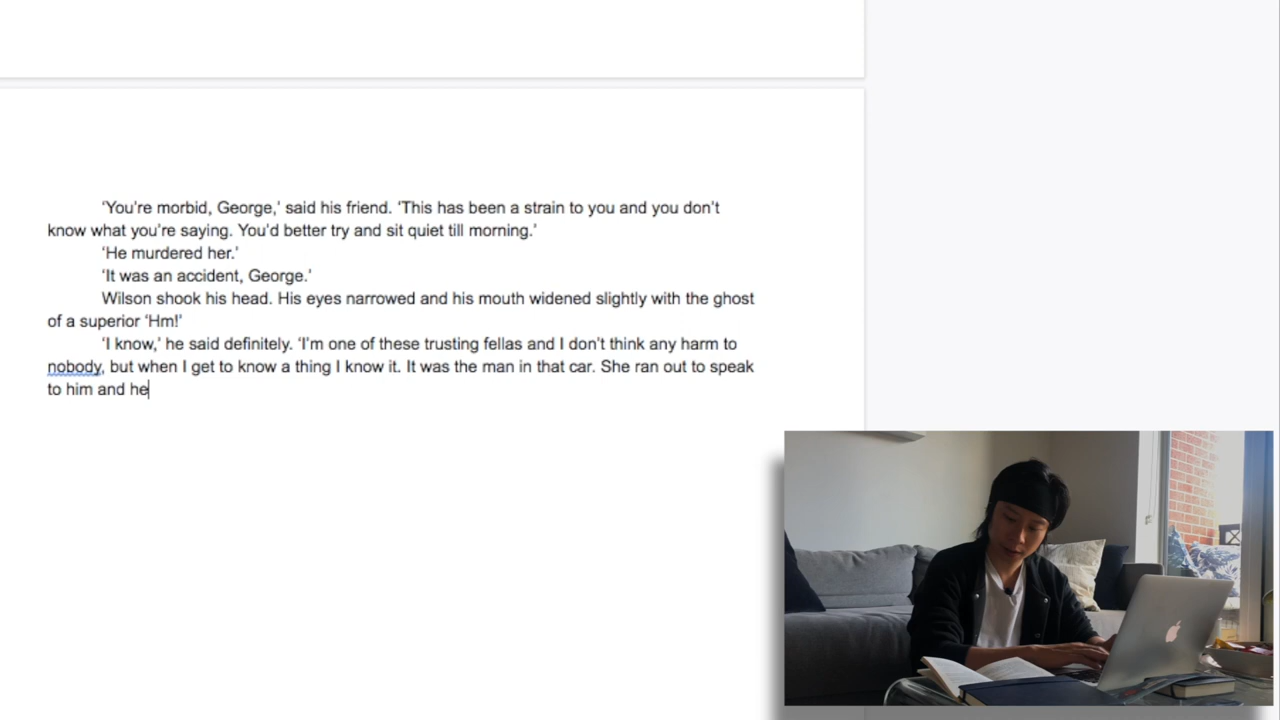 ‘You’re morbid, George,’ said his friend. ‘This has been a strain to you and you don’t
know what you’re saying. You’d better try and sit quiet till morning.’
‘He murdered her.’
‘It was an accident, George.’
Wilson shook his head. His eyes narrowed and his mouth widened slightly with the ghost
of a superior ‘Hm!’
‘I know,’ he said definitely. ‘I’m one of these trusting fellas and I don’t think any harm to
nobody, but when I get to know a thing I know it. It was the man in that car. She ran out to speak
to him and he